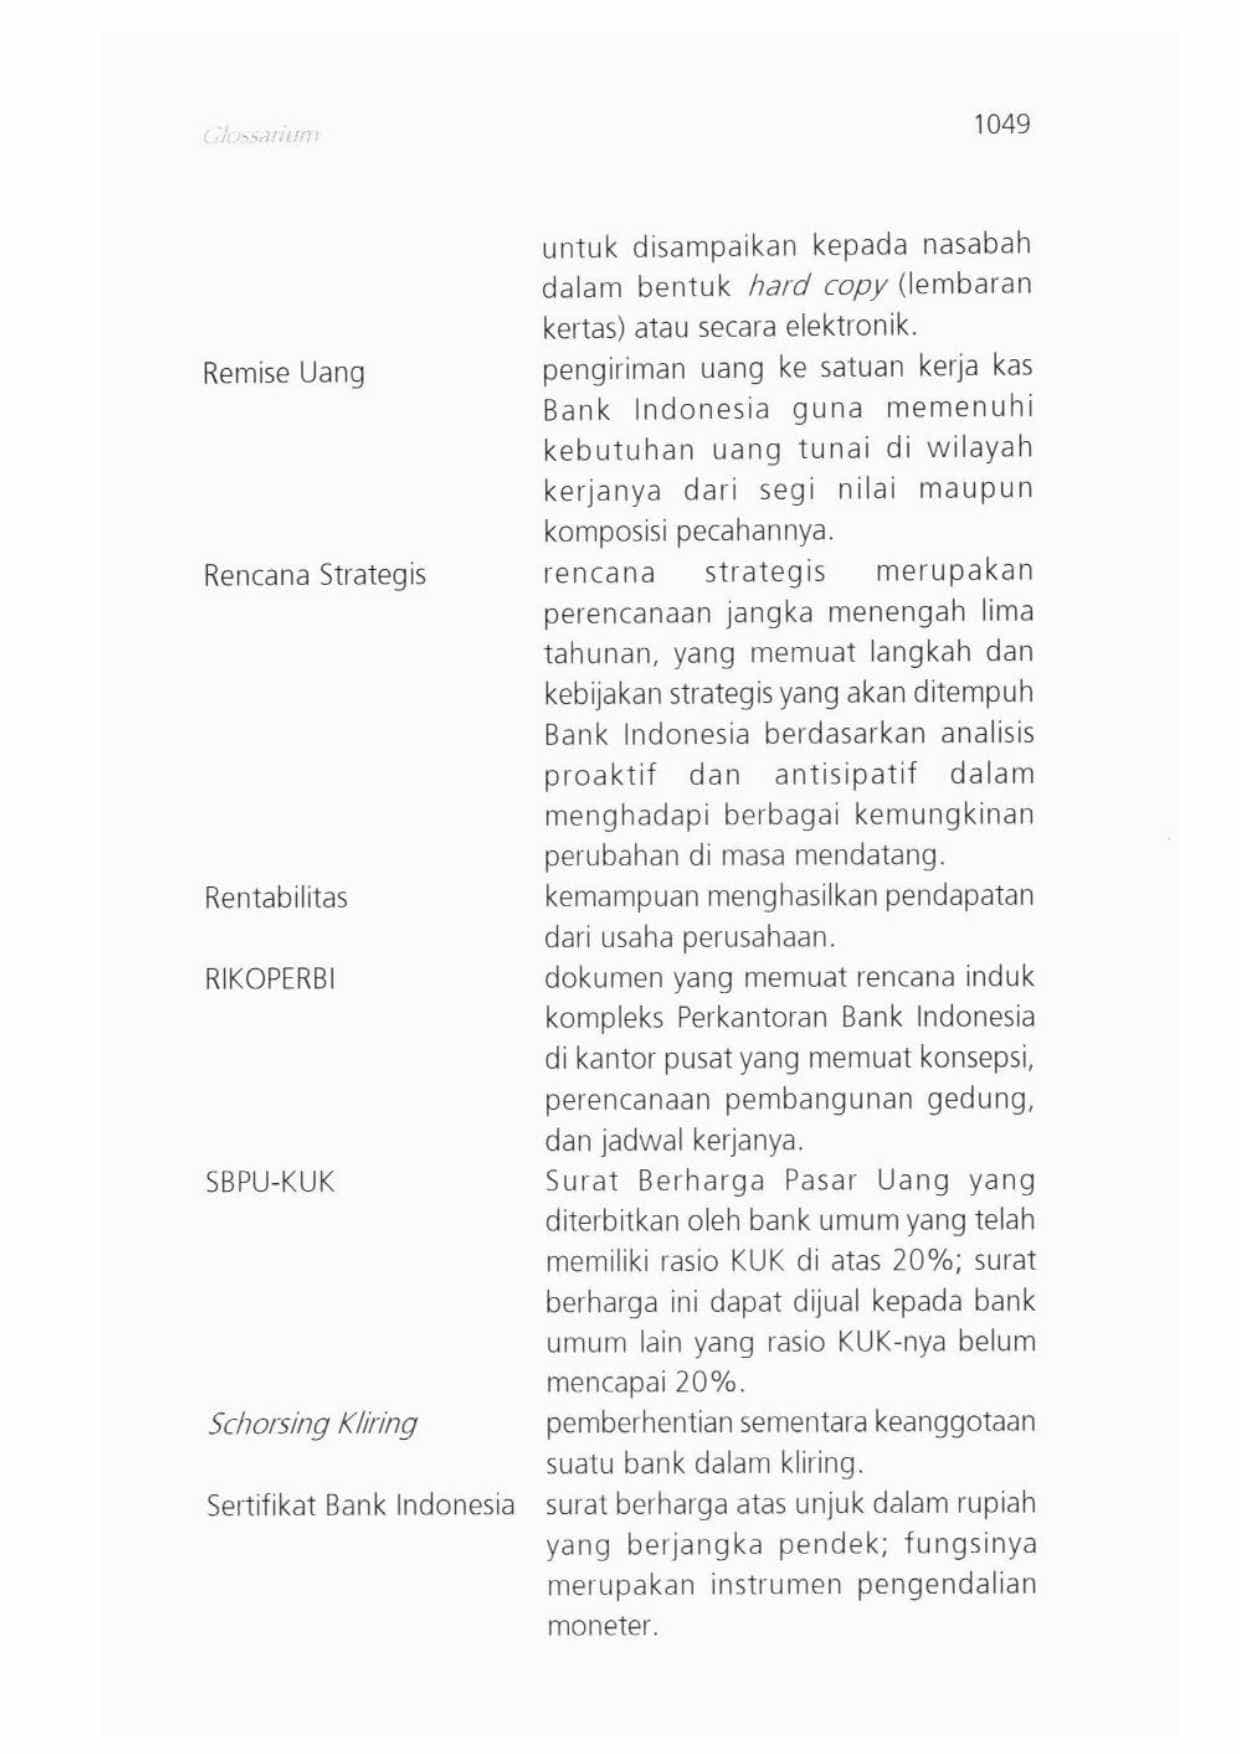 Glossarium
1049
untuk disampaikan kepada nasabah
dalam bentuk hard copy (lembaran
kertas) atau secara elektronik.
Remise Uang pengiriman uang ke satuan kerja kas
Bank Indonesia guna memenuhi
kebutuhan uang tunai di wilayah
kerjanya dari segi nilai maupun
komposisi pecahannya.
Rencana Strategis rencana strategis merupakan
perencanaan jangka menengah lima
tahunan, yang memuat langkah dan
kebijakan strategis yang akan ditempuh
Bank Indonesia berdasarkan analisis
proaktif dan antisipatif dalam
menghadapi berbagai kemungkinan
perubahan di masa mendatang.
Rentabilitas kemampuan menghasilkan pendapatan
dari usaha perusahaan.
RIKOPERBI dokumen yang memuat rencana induk
kompleks Perkantoran Bank Indonesia
di kantor pusat yang memuat konsepsi,
perencanaan pembangunan gedung,
dan jadwal kerjanya.
SBPU-KUK Surat Berharga Pasar Uang yang
diterbitkan oleh bank umum yang telah
memiliki rasio KUK di atas 20%; surat
berharga ini dapat dijual kepada bank
umum lain yang rasio KUK-nya belum
mencapai 20%.
Schorsing Kliring pemberhentian sementara keanggotaan
suatu bank dalam kliring.
Sertifikat Bank Indonesia surat berharga atas unjuk dalam rupiah
yang berjangka pendek; fungsinya
merupakan instrumen pengendalian
moneter.